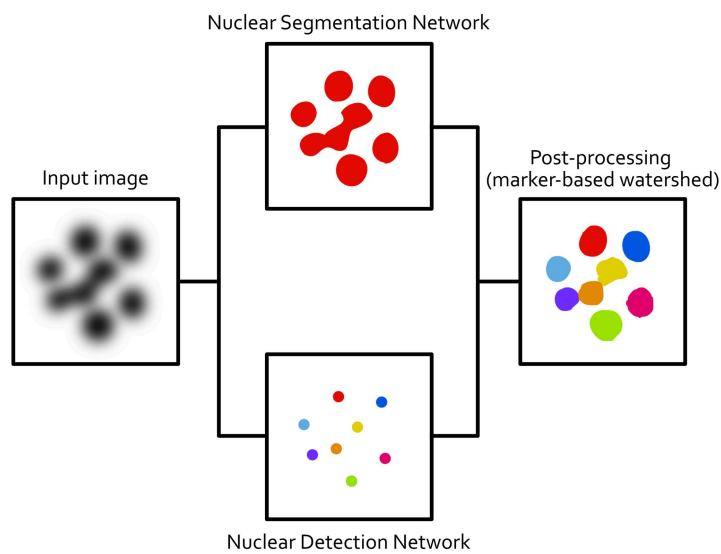 Nuclear Segmentation Network
Input image
Post-processing
(marker-based watershed)
Nuclear Detection Network